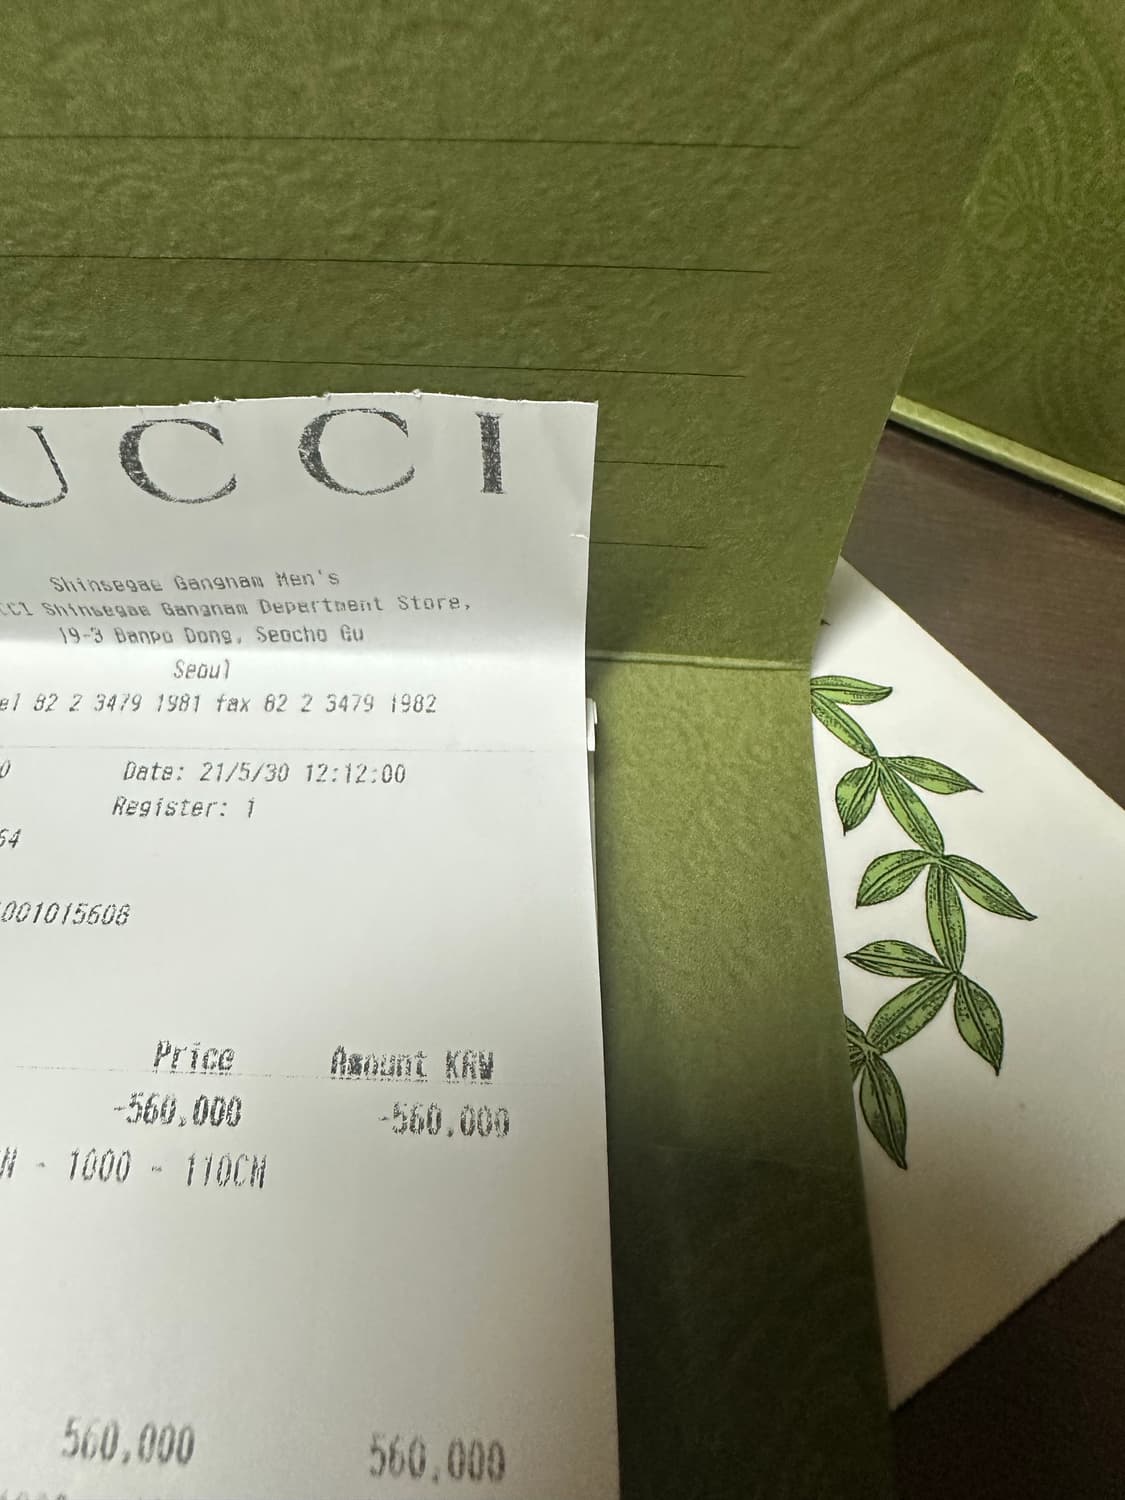 UCCI
Shinsegae Gangnam Men's
CCI Shinsegae Gangnam Department Store,
19-3 Banpo Dong, Seocho Gu
Seoul
el 82 2 3479 1981 fax 82 2 3479 1982
0 Date: 21/5/30 12:12:00
Register: 1
64
001015608
Price Amount KRW
-560,000 -560,000
N - 1000 - 110CM
560,000 560,000